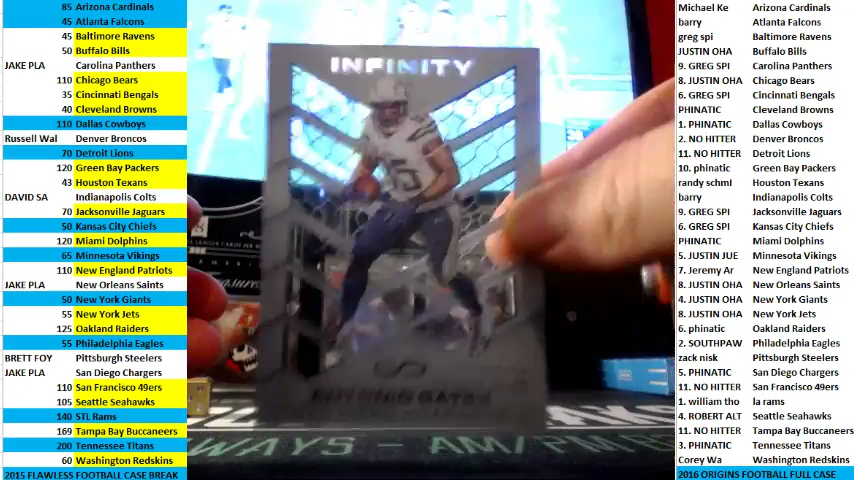 85 Arizona Cardinals
45 Atlanta Falcons
45 Baltimore Ravens
50 Buffalo Bills
JAKE PLA Carolina Panthers
110 Chicago Bears
35 Cincinnati Bengals
40 Cleveland Browns
110 Dallas Cowboys
Russell Wal Denver Broncos
70 Detroit Lions
120 Green Bay Packers
43 Houston Texans
DAVID SA Indianapolis Colts
70 Jacksonville Jaguars
50 Kansas City Chiefs
120 Miami Dolphins
65 Minnesota Vikings
110 New England Patriots
JAKE PLA New Orleans Saints
50 New York Giants
55 New York Jets
125 Oakland Raiders
55 Philadelphia Eagles
BRETT FOY Pittsburgh Steelers
JAKE PLA San Diego Chargers
110 San Francisco 49ers
105 Seattle Seahawks
140 STL Rams
169 Tampa Bay Buccaneers
200 Tennessee Titans
60 Washington Redskins
2015 FLAWLESS FOOTBALL CASE BREAK
INFINITY
ANTONIO GATES
WAYS - AM/PM
Michael Ke Arizona Cardinals
barry Atlanta Falcons
greg spi Baltimore Ravens
JUSTIN OHA Buffalo Bills
9. GREG SPI Carolina Panthers
8. JUSTIN OHA Chicago Bears
6. GREG SPI Cincinnati Bengals
PHINATIC Cleveland Browns
1. PHINATIC Dallas Cowboys
2. NO HITTER Denver Broncos
11. NO HITTER Detroit Lions
10. phinatic Green Bay Packers
randy schml Houston Texans
barry Indianapolis Colts
9. GREG SPI Jacksonville Jaguars
6. GREG SPI Kansas City Chiefs
PHINATIC Miami Dolphins
5. JUSTIN JUE Minnesota Vikings
7. Jeremy Ar New England Patriots
8. JUSTIN OHA New Orleans Saints
4. JUSTIN OHA New York Giants
8. JUSTIN OHA New York Jets
6. phinatic Oakland Raiders
2. SOUTHPAW Philadelphia Eagles
zack nisk Pittsburgh Steelers
5. PHINATIC San Diego Chargers
11. NO HITTER San Francisco 49ers
1. william tho la rams
4. ROBERT ALT Seattle Seahawks
11. NO HITTER Tampa Bay Buccaneers
3. PHINATIC Tennessee Titans
Corey Wa Washington Redskins
2016 ORIGINS FOOTBALL FULL CASE